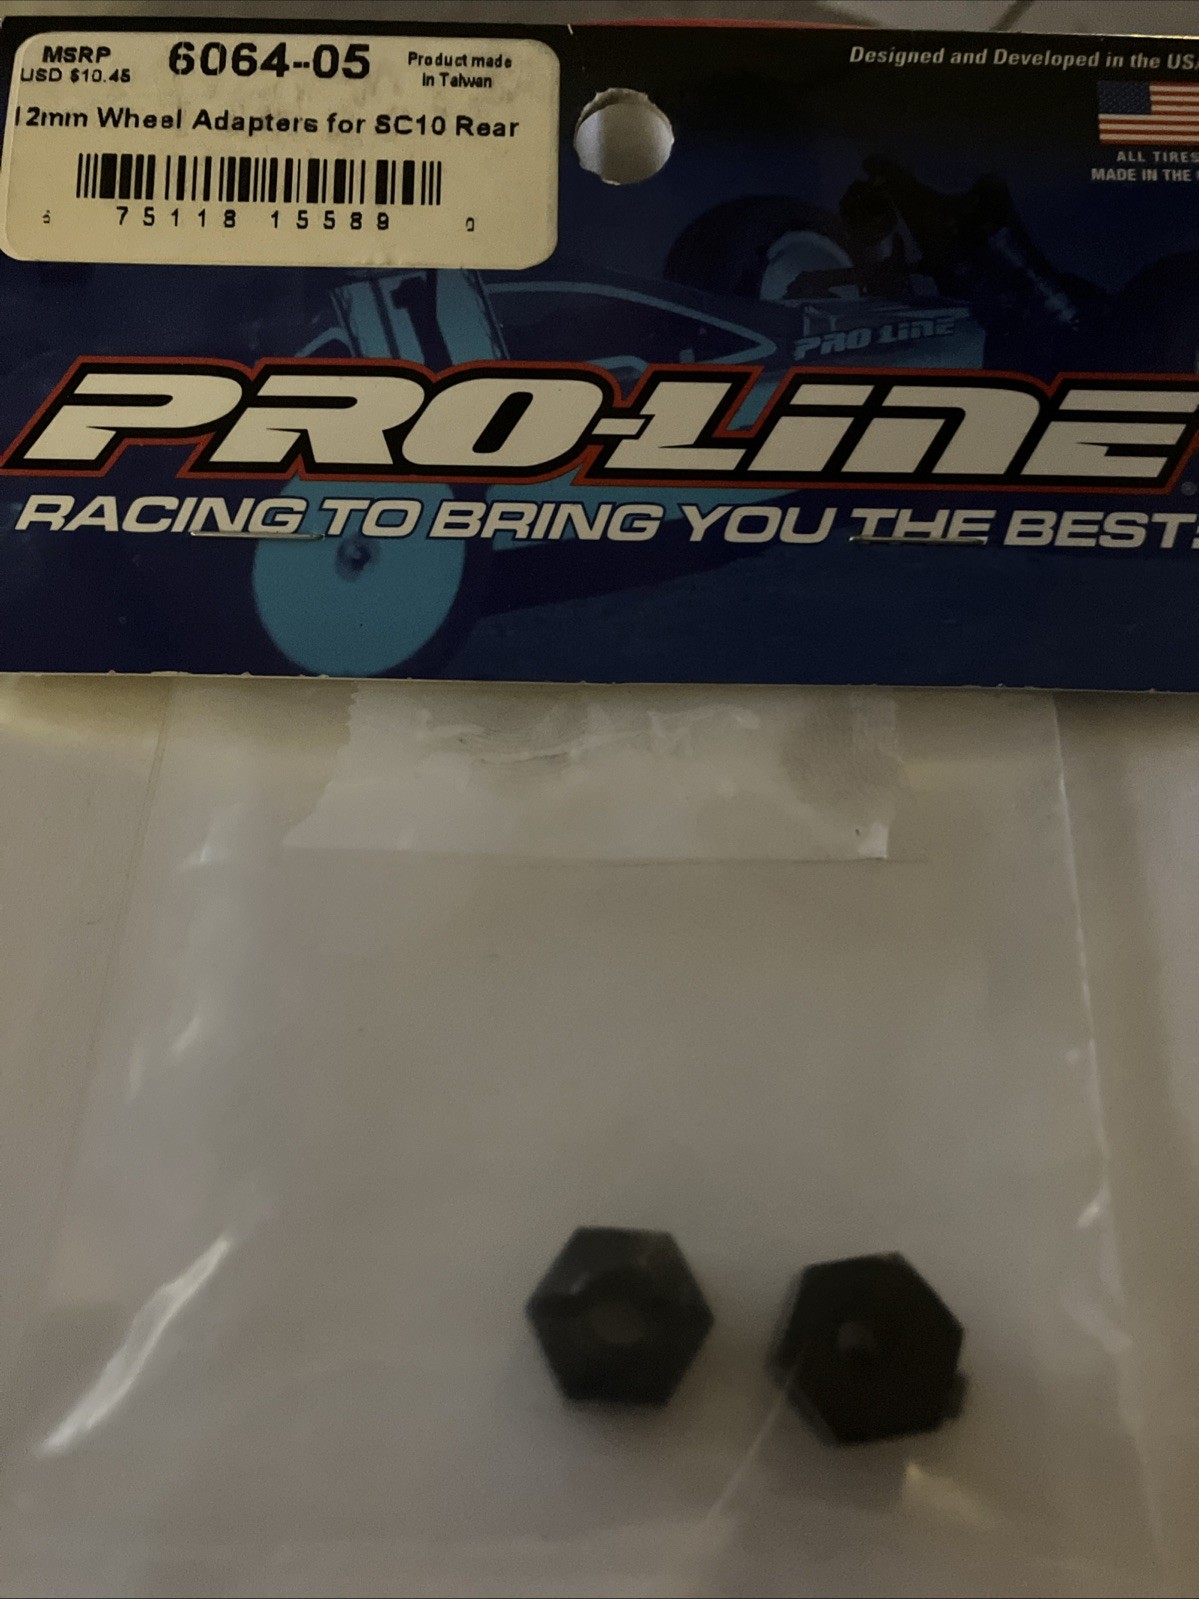 MSRP
USD $10.45
6064-05
Product made
in Taiwan
12mm Wheel Adapters for SC10 Rear
75118 15589 0
Designed and Developed in the
ALL TIRES
MADE IN THE
1
PRO LINE
PRO-LINE®
RACING TO BRING YOU THE BEST!